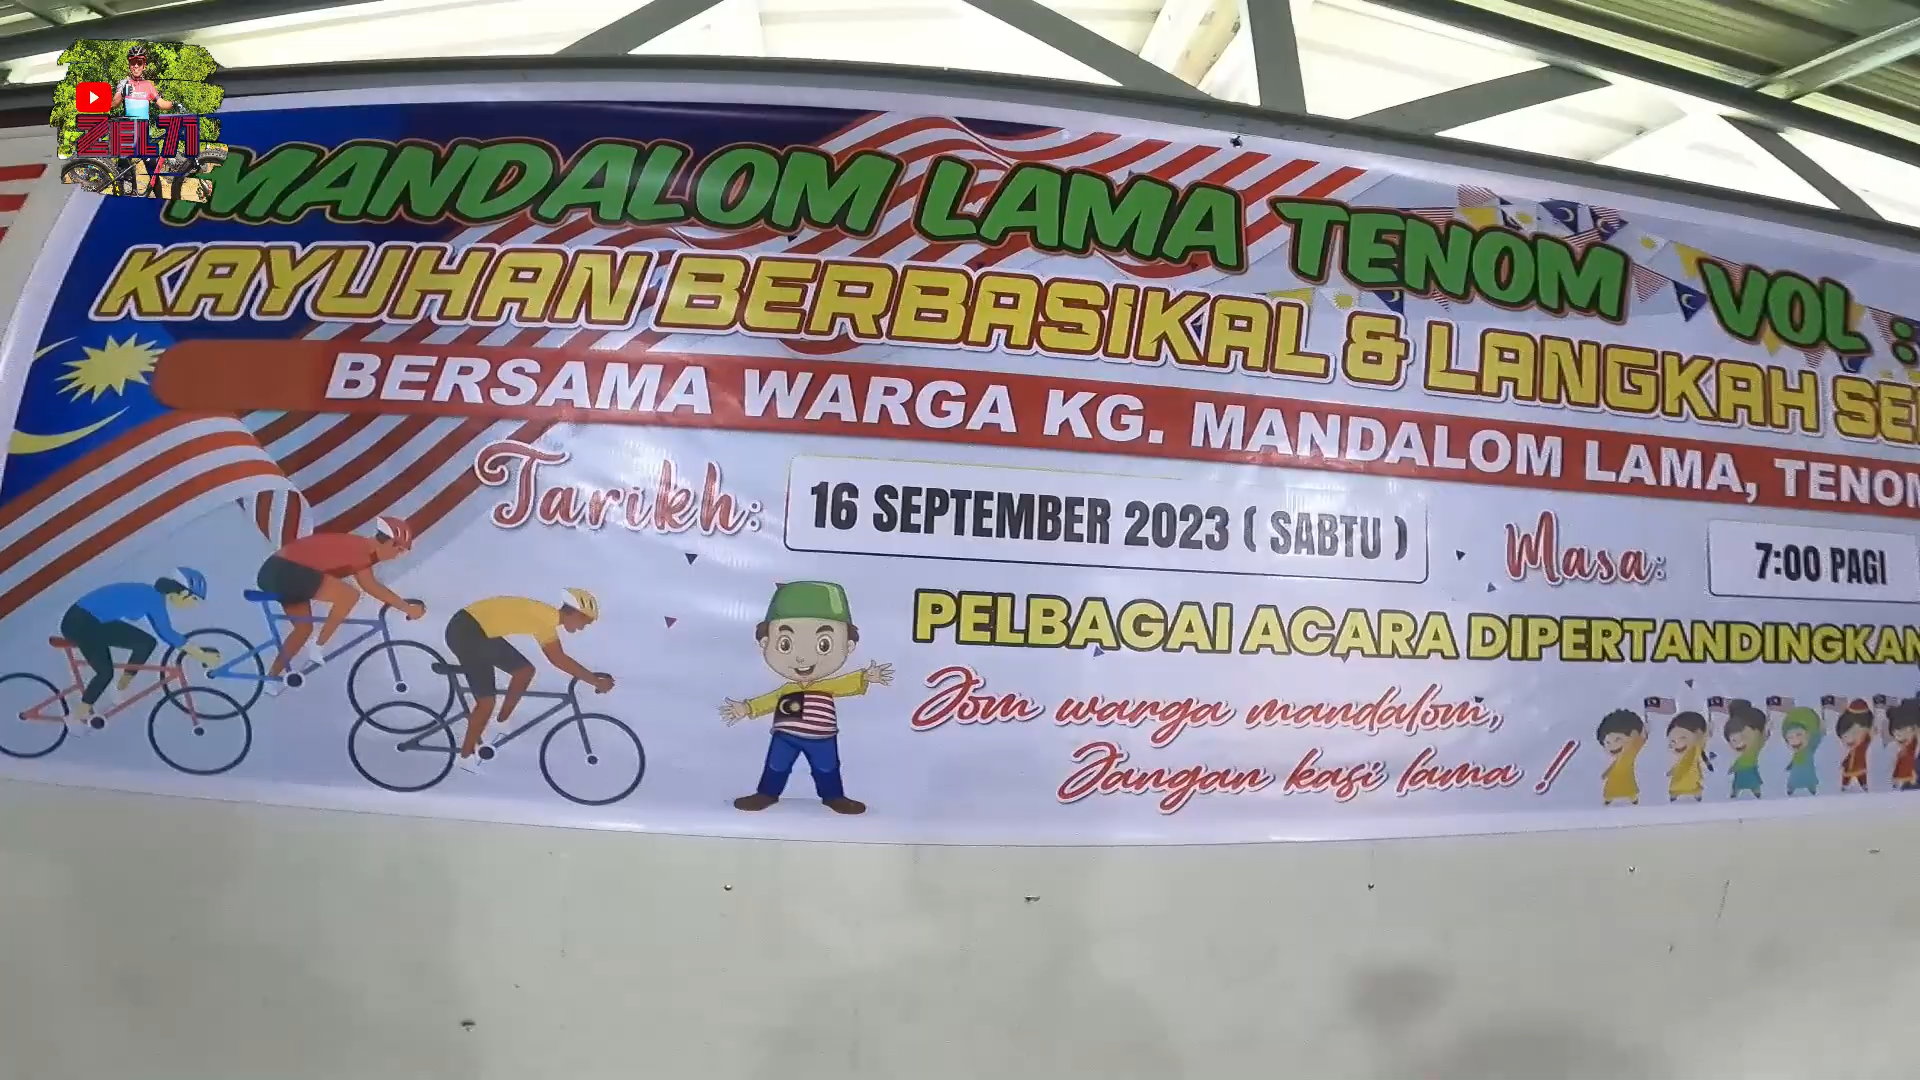 ZEL71
MANDALOM LAMA TENOM VOL :
KAYUHAN BERBASIKAL & LANGKAH
BERSAMA WARGA KG. MANDALOM LAMA, TENOM
Tarikh: 16 SEPTEMBER 2023 ( SABTU ) Masa: 7:00 PAGI
PELBAGAI ACARA DIPERTANDINGKAN
Jom warga mandalom,
Jangan kasi lama !